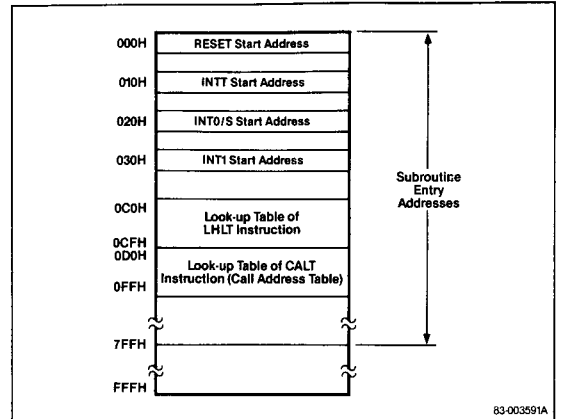 000H RESET Start Address
010H INTT Start Address
020H INT0/S Start Address
030H INT1 Start Address
Subroutine
Entry
Addresses
0C0H
Look-up Table of
LHLT Instruction
0CFH
0D0H
Look-up Table of CALT
Instruction (Call Address Table)
0FFH
7FFH
FFFH
83-003591A